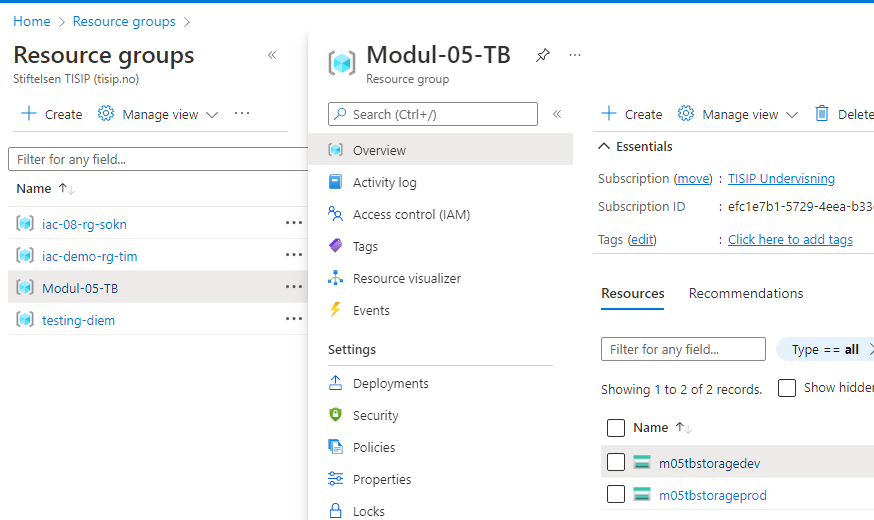 Home > Resource groups >
Resource groups
Stiftelsen TISIP (tisip.no)
Create
Manage view
Filter for any field...
Name
iac-08-rg-sokn
iac-demo-rg-tim
Modul-05-TB
testing-diem
Modul-05-TB
Resource group
Search (Ctrl+/)
Overview
Activity log
Access control (IAM)
Tags
Resource visualizer
Events
Settings
Deployments
Security
Policies
Properties
Locks
Create
Manage view
Delete
Essentials
Subscription (move) : TISIP Undervisning
Subscription ID : efc1e7b1-5729-4eea-b33
Tags (edit) : Click here to add tags
Resources
Recommendations
Filter for any field...
Type == all
Showing 1 to 2 of 2 records.
Show hidden
Name
m05tbstoragedev
m05tbstorageprod